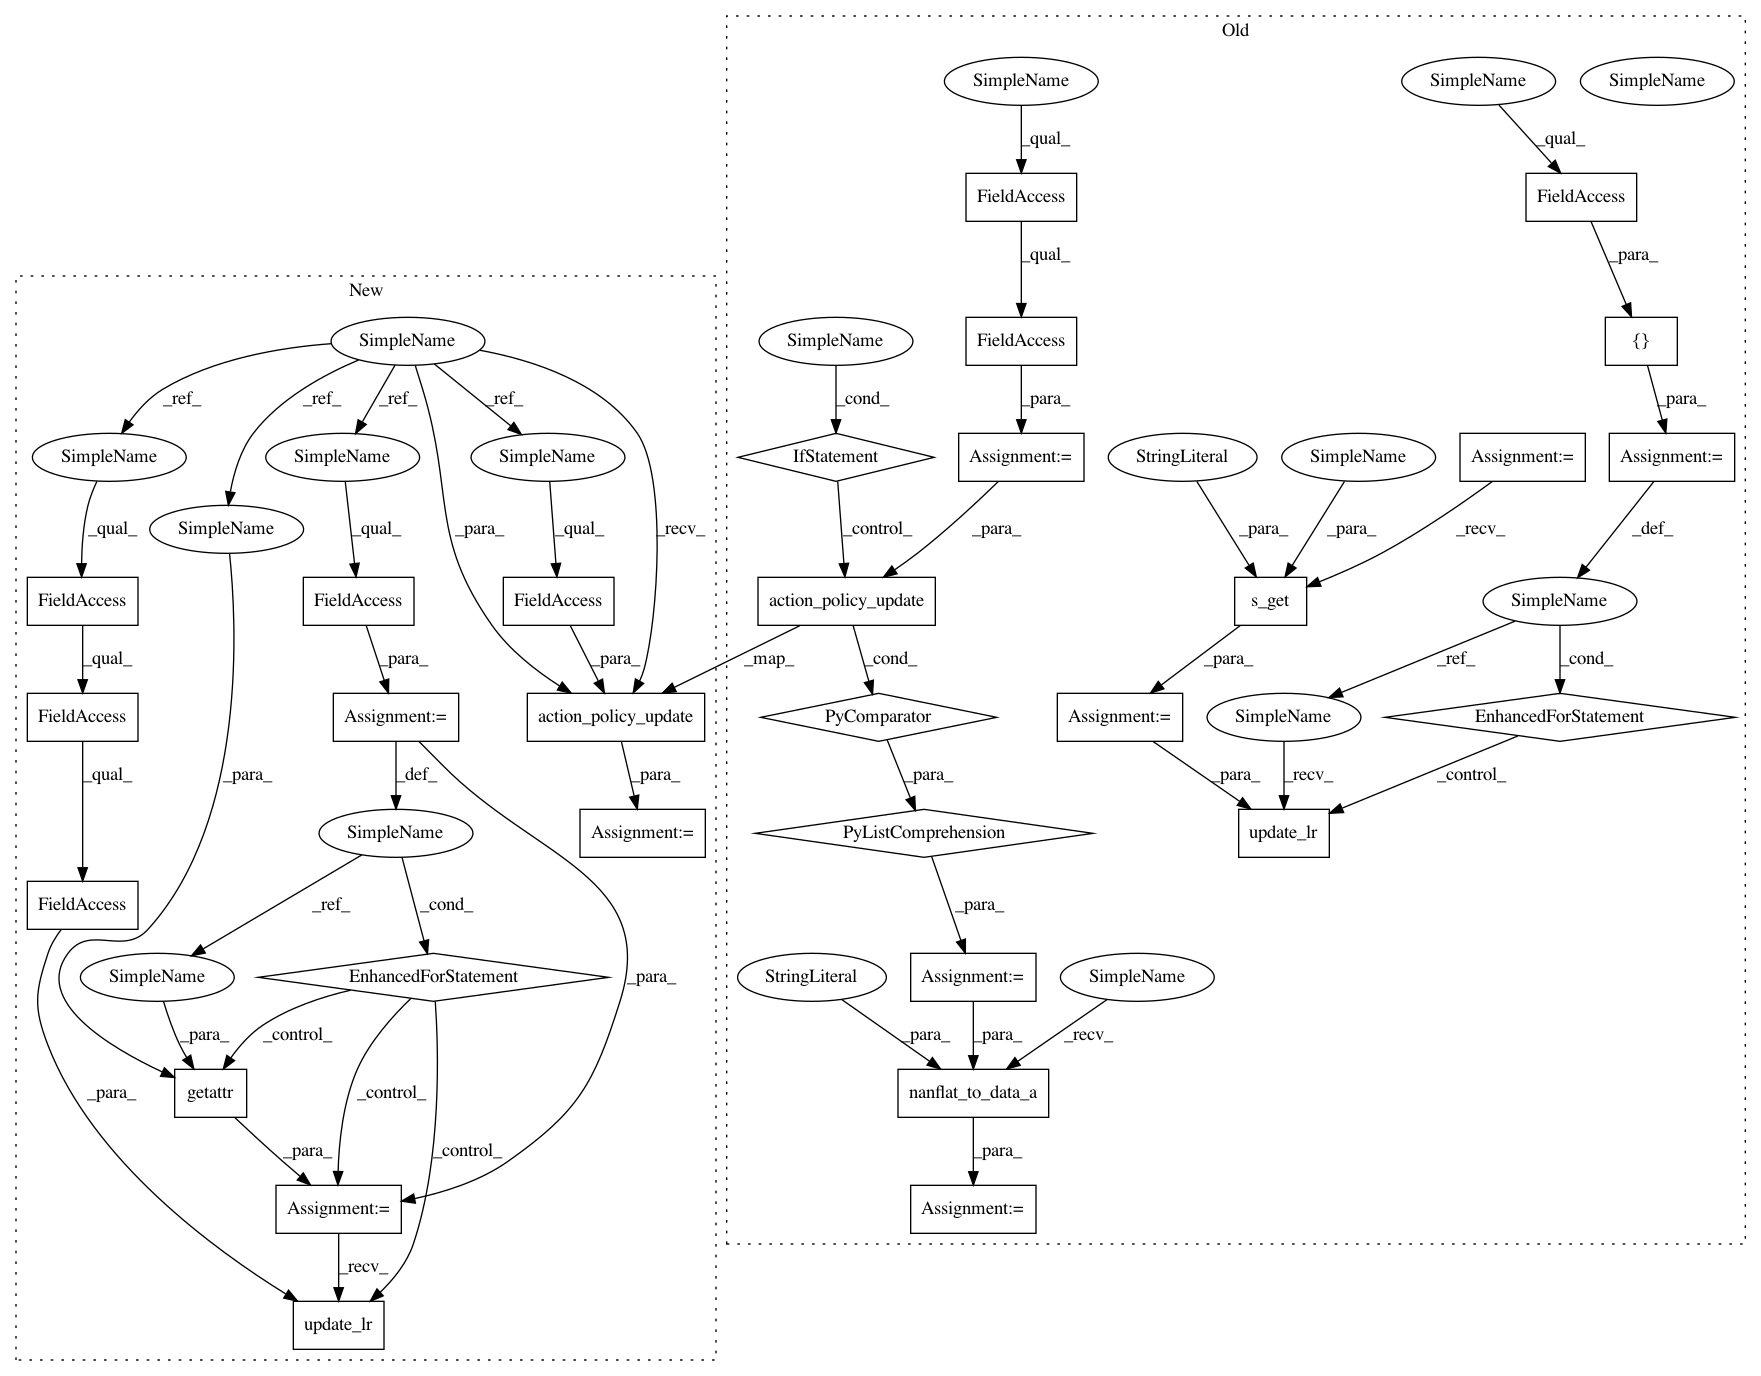 Old
SimpleName
SimpleName
SimpleName
_qual_
_qual_
FieldAccess
FieldAccess
_qual_
_para_
New
SimpleName
SimpleName
FieldAccess
{}
_ref_
_ref_
_ref_
_ref_
_cond_
_para_
_para_
SimpleName
SimpleName
SimpleName
IfStatement
Assignment:=
StringLiteral
SimpleName
Assignment:=
Assignment:=
SimpleName
_qual_
_qual_
_para_
_qual_
_recv_
_control_
_para_
_para_
_para_
_recv_
_def_
FieldAccess
FieldAccess
FieldAccess
action_policy_update
s_get
SimpleName
_qual_
_para_
_para_
_map_
_cond_
_para_
_ref_
_cond_
FieldAccess
Assignment:=
action_policy_update
PyComparator
Assignment:=
SimpleName
EnhancedForStatement
_qual_
_para_
_def_
_para_
_para_
_para_
_recv_
_control_
SimpleName
Assignment:=
PyListComprehension
update_lr
FieldAccess
_ref_
_cond_
_para_
SimpleName
EnhancedForStatement
_para_
StringLiteral
Assignment:=
SimpleName
_para_
_control_
_para_
_para_
_recv_
_para_
getattr
_control_
nanflat_to_data_a
_para_
_control_
_para_
Assignment:=
Assignment:=
_recv_
update_lr